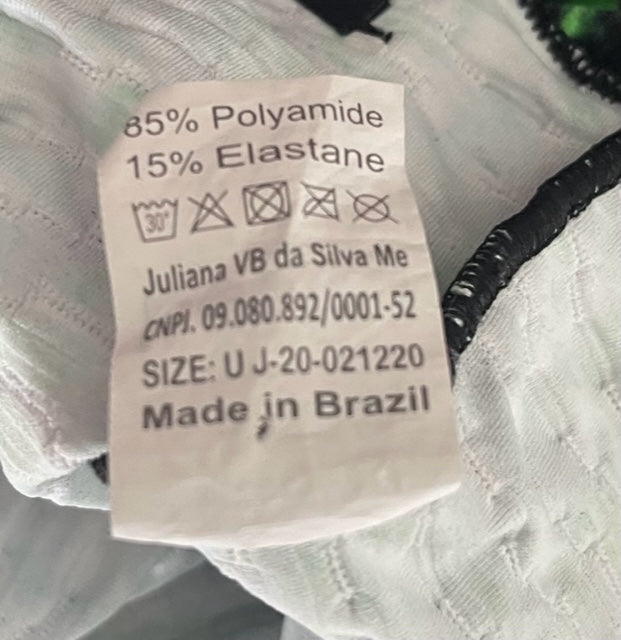 85% Polyamide
15% Elastane
30°
Juliana VB da Silva Me
CNPJ. 09.080.892/0001-52
SIZE: U J-20-021220
Made in Brazil